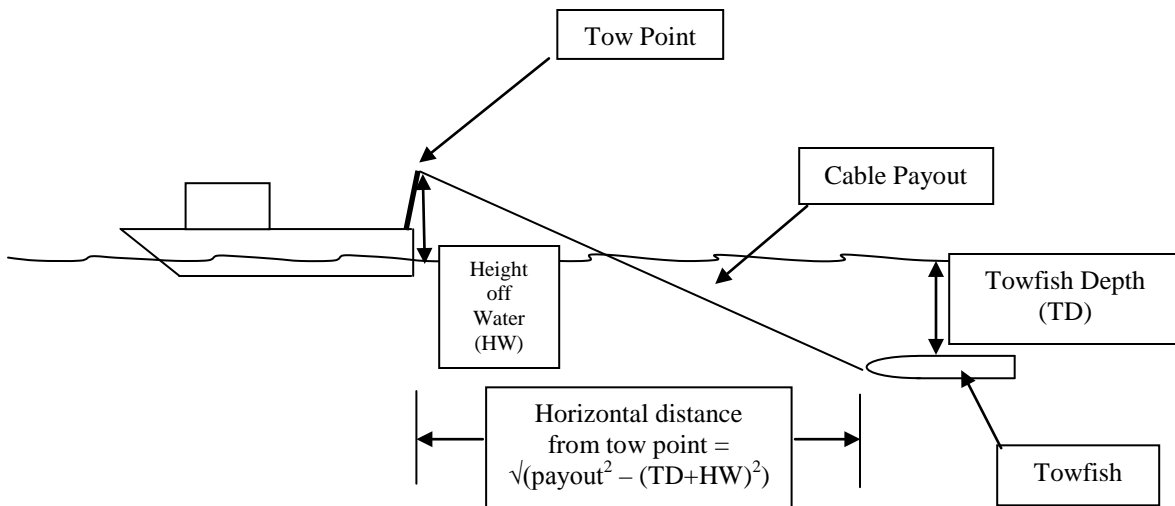 Tow Point
Cable Payout
Height
off
Water
(HW)
Towfish Depth
(TD)
Horizontal distance
from tow point =
√(payout² – (TD+HW)²)
Towfish